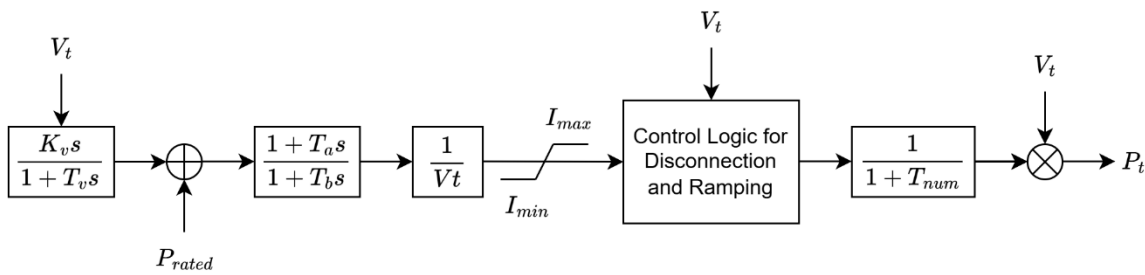 V_t
V_t
V_t
K_v s
1 + T_v s
P_rated
1 + T_a s
1 + T_b s
1
Vt
I_max
I_min
Control Logic for
Disconnection
and Ramping
1
1 + T_num
P_t